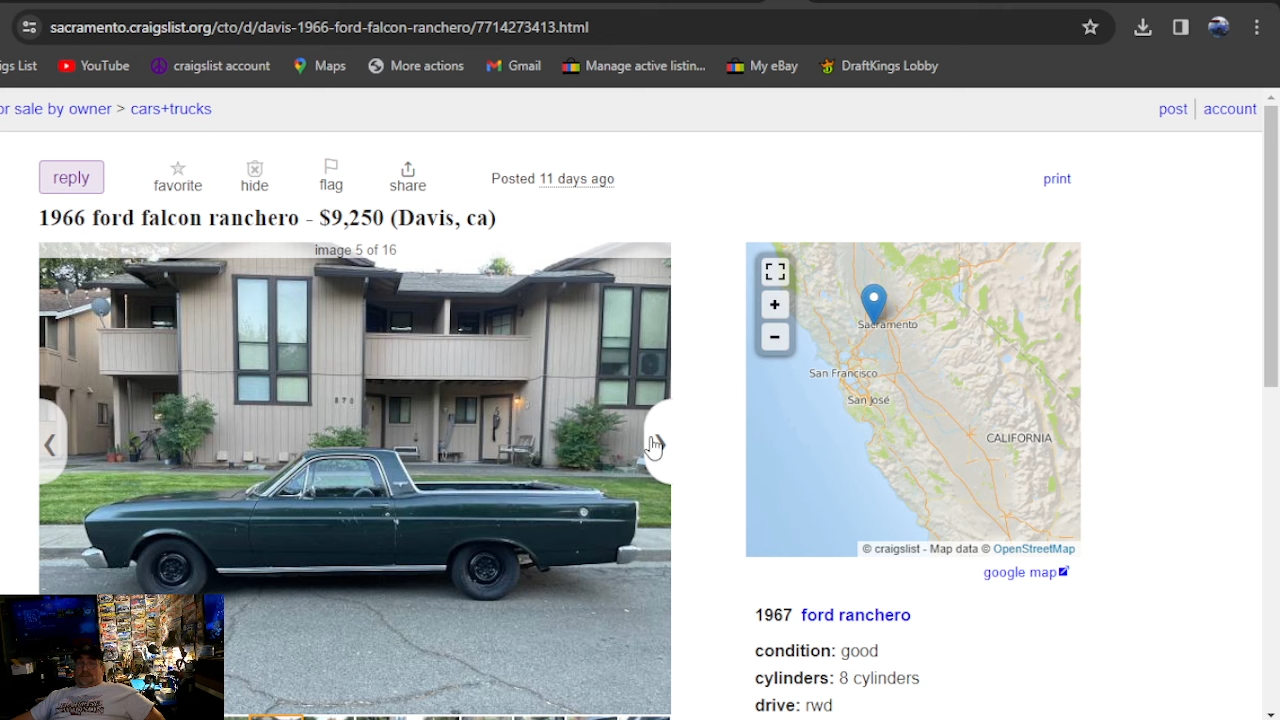 sacramento.craigslist.org/cto/d/davis-1966-ford-falcon-ranchero/7714273413.html
igs List YouTube craigslist account Maps More actions Gmail Manage active listin... My eBay DraftKings Lobby
or sale by owner > cars+trucks post account
reply favorite hide flag share Posted 11 days ago print
1966 ford falcon ranchero - $9,250 (Davis, ca)
image 5 of 16
870
+
−
Sacramento
San Francisco
San José
CALIFORNIA
© craigslist - Map data © OpenStreetMap
google map
1967 ford ranchero
condition: good
cylinders: 8 cylinders
drive: rwd